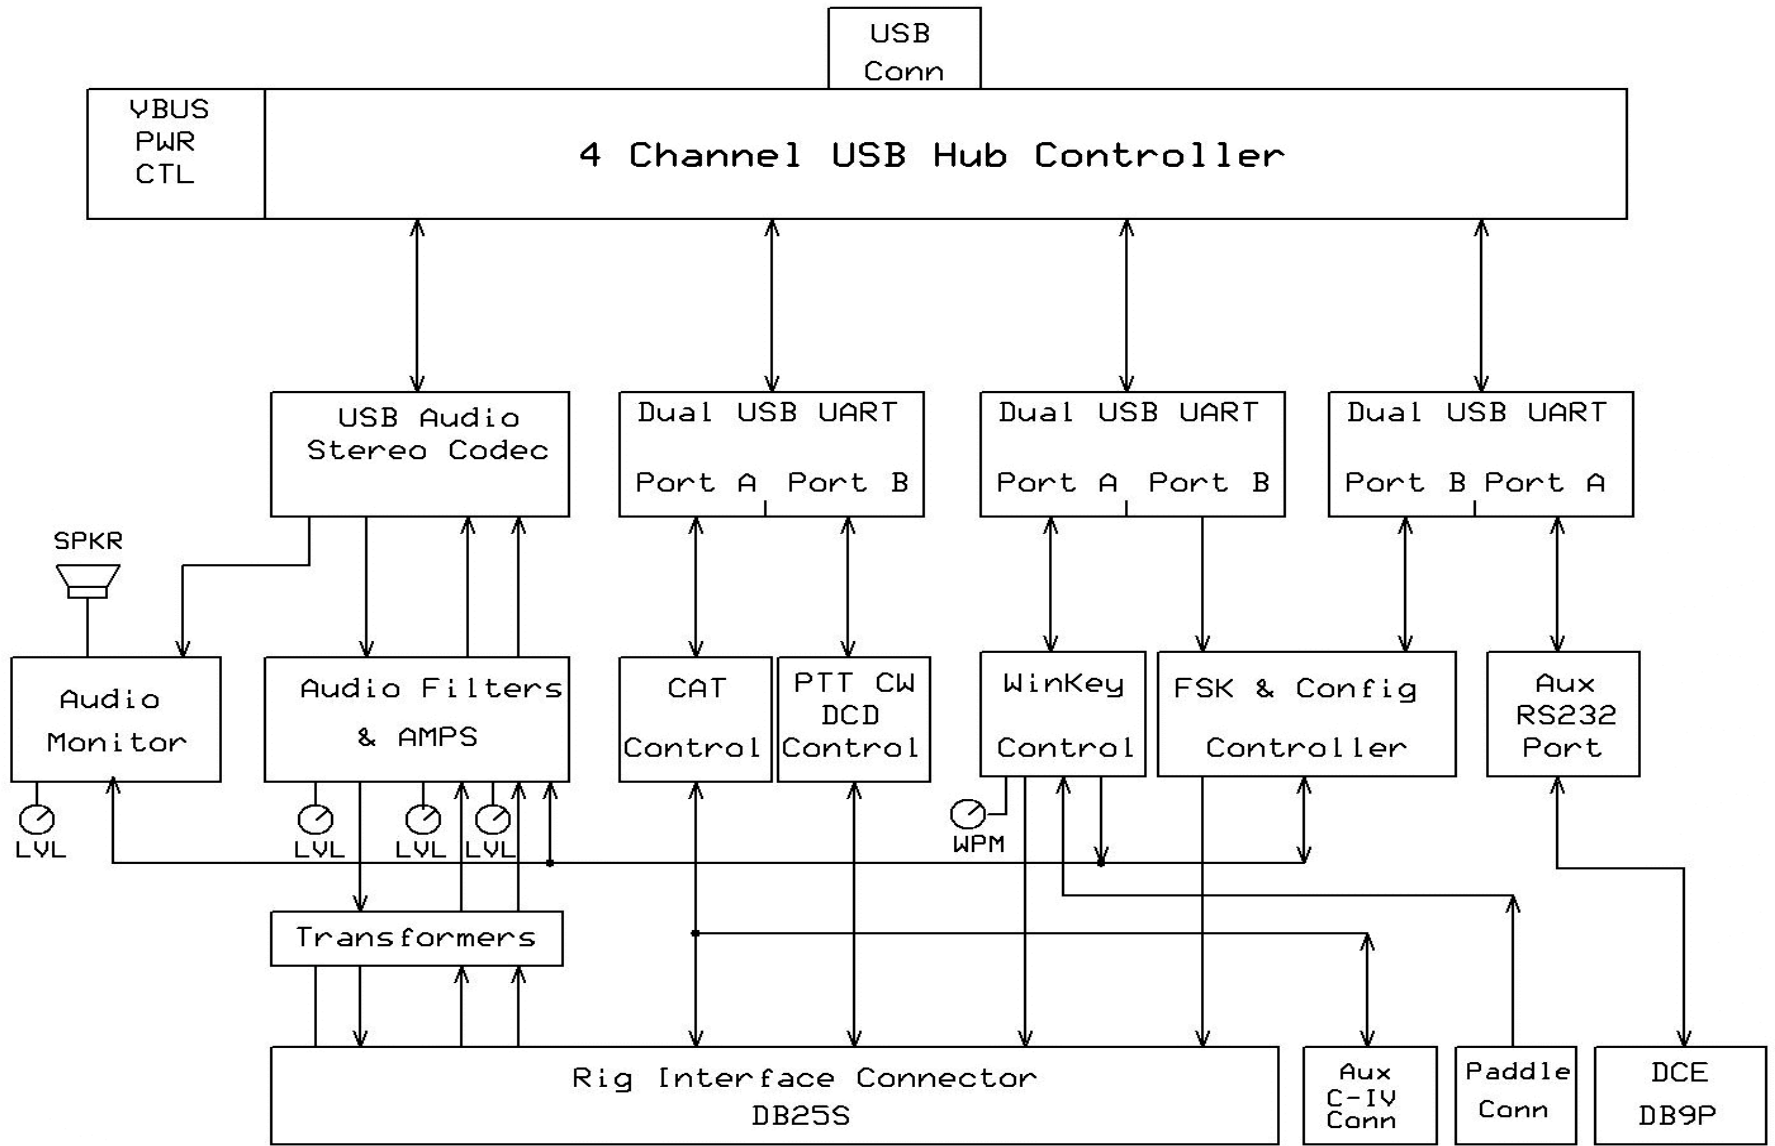 USB
Conn
VBUS
PWR
CTL
4 Channel USB Hub Controller
USB Audio
Stereo Codec
Dual USB UART
Port A Port B
Dual USB UART
Port A Port B
Dual USB UART
Port B Port A
SPKR
Audio
Monitor
Audio Filters
& AMPS
CAT
Control
PTT CW
DCD
Control
WinKey
Control
FSK & Config
Controller
Aux
RS232
Port
LVL
LVL
LVL
LVL
WPM
Transformers
Rig Interface Connector
DB25S
Aux
C-IV
Conn
Paddle
Conn
DCE
DB9P